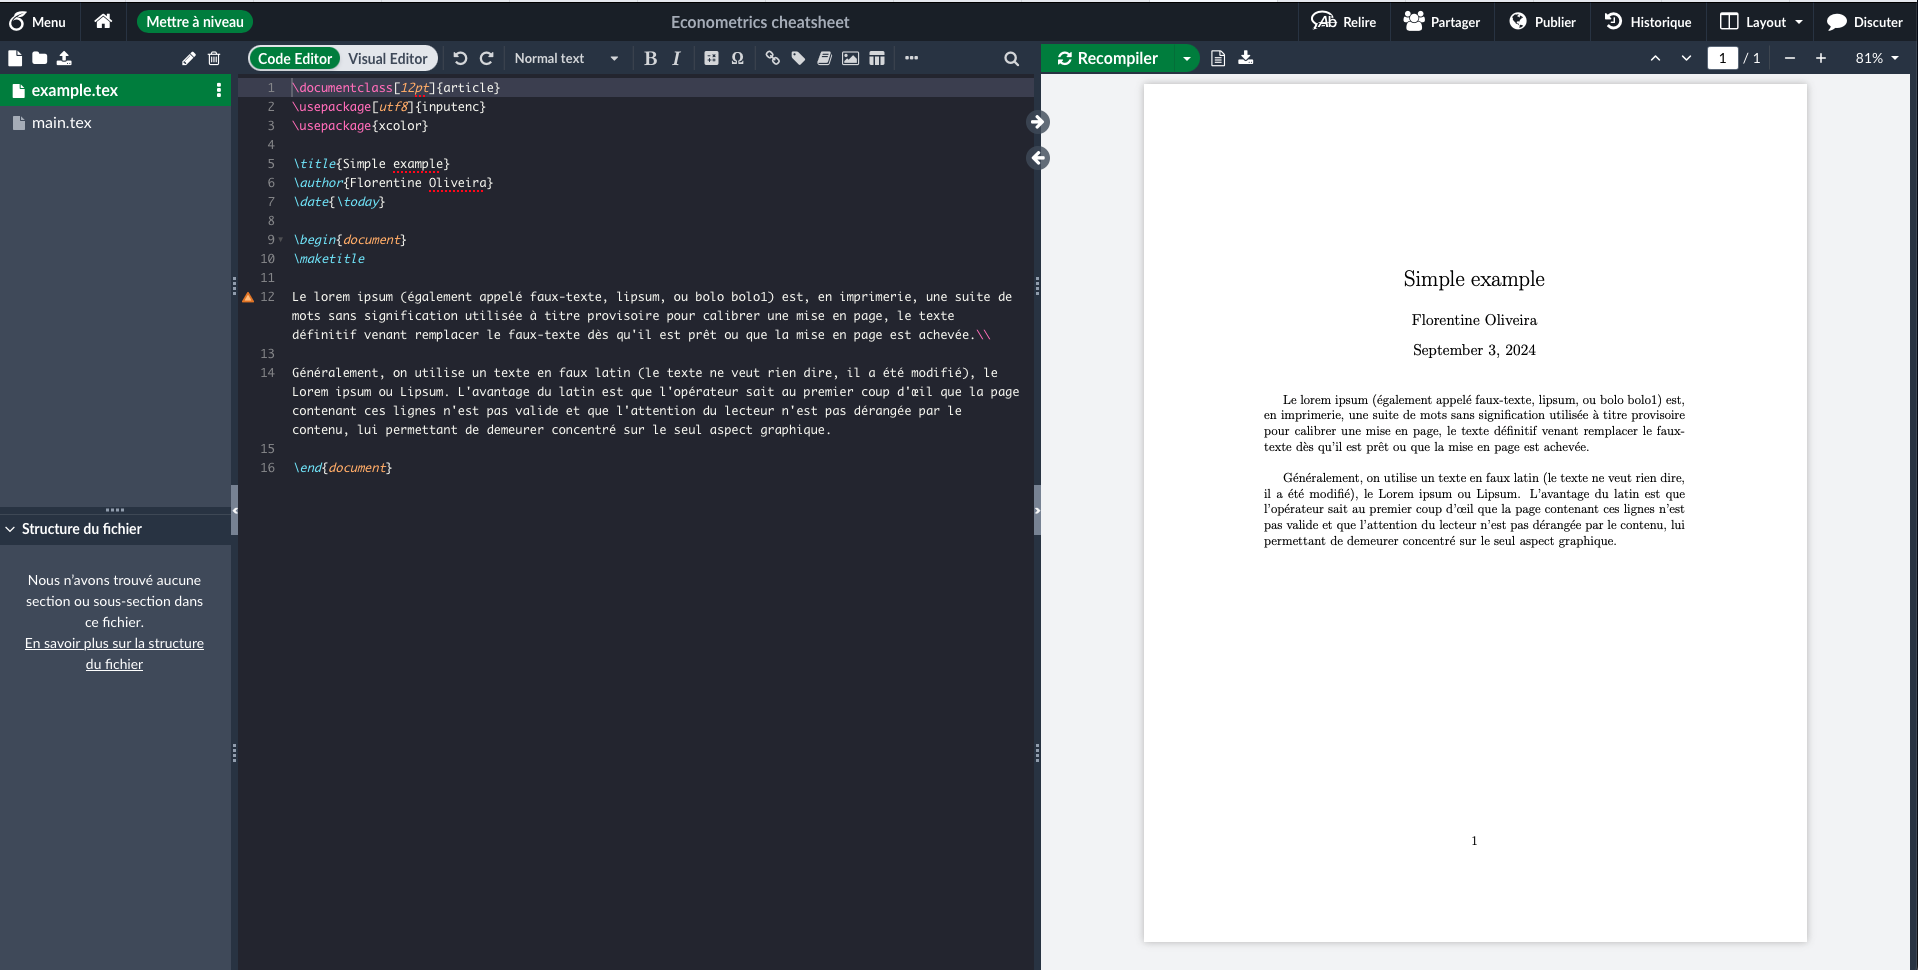 Menu
Mettre à niveau
Econometrics cheatsheet
Relire
Partager
Publier
Historique
Layout
Discuter
Code Editor
Visual Editor
Normal text
B
I
Ω
Recompiler
1 / 1
81%
example.tex
main.tex
1 \documentclass[12pt]{article}
2 \usepackage[utf8]{inputenc}
3 \usepackage{xcolor}
4
5 \title{Simple example}
6 \author{Florentine Oliveira}
7 \date{\today}
8
9 \begin{document}
10 \maketitle
11
12 Le lorem ipsum (également appelé faux-texte, lipsum, ou bolo bolo1) est, en imprimerie, une suite de
mots sans signification utilisée à titre provisoire pour calibrer une mise en page, le texte
définitif venant remplacer le faux-texte dès qu'il est prêt ou que la mise en page est achevée.\\
13
14 Généralement, on utilise un texte en faux latin (le texte ne veut rien dire, il a été modifié), le
Lorem ipsum ou Lipsum. L'avantage du latin est que l'opérateur sait au premier coup d'œil que la page
contenant ces lignes n'est pas valide et que l'attention du lecteur n'est pas dérangée par le
contenu, lui permettant de demeurer concentré sur le seul aspect graphique.
15
16 \end{document}
Structure du fichier
Nous n'avons trouvé aucune
section ou sous-section dans
ce fichier.
En savoir plus sur la structure
du fichier
Simple example
Florentine Oliveira
September 3, 2024
Le lorem ipsum (également appelé faux-texte, lipsum, ou bolo bolo1) est,
en imprimerie, une suite de mots sans signification utilisée à titre provisoire
pour calibrer une mise en page, le texte définitif venant remplacer le faux-
texte dès qu'il est prêt ou que la mise en page est achevée.
Généralement, on utilise un texte en faux latin (le texte ne veut rien dire,
il a été modifié), le Lorem ipsum ou Lipsum. L'avantage du latin est que
l'opérateur sait au premier coup d'œil que la page contenant ces lignes n'est
pas valide et que l'attention du lecteur n'est pas dérangée par le contenu, lui
permettant de demeurer concentré sur le seul aspect graphique.
1